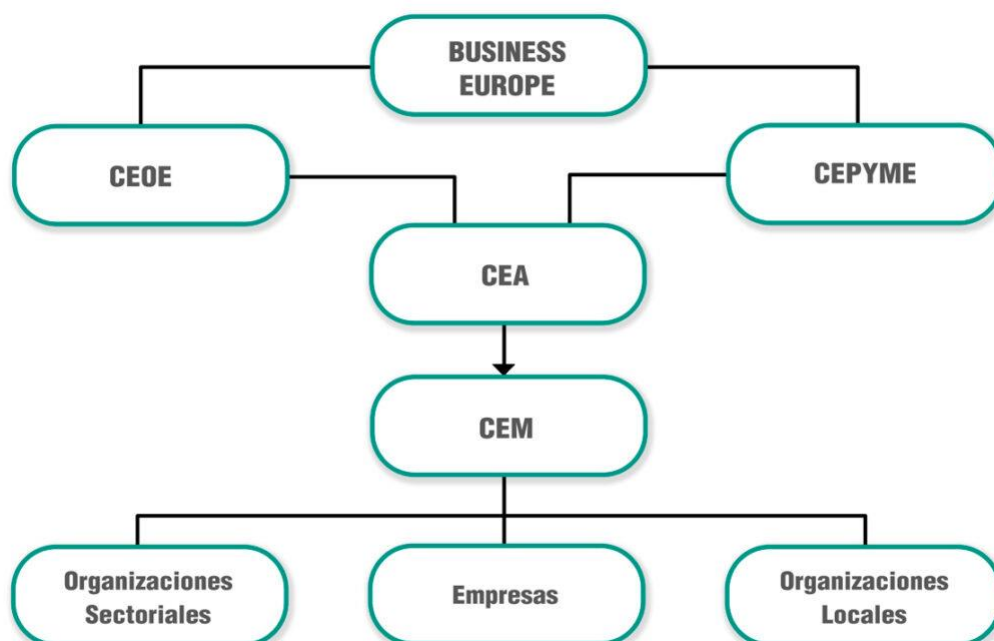 BUSINESS
EUROPE
CEOE
CEPYME
CEA
CEM
Organizaciones
Sectoriales
Empresas
Organizaciones
Locales